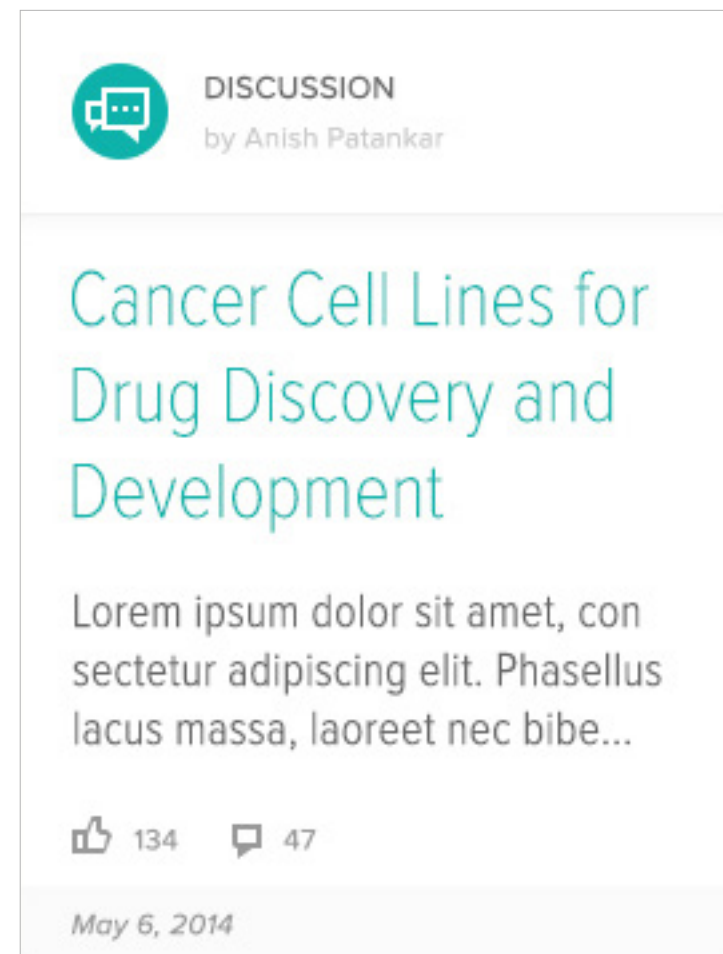 DISCUSSION
by Anish Patankar
Cancer Cell Lines for
Drug Discovery and
Development
Lorem ipsum dolor sit amet, con
sectetur adipiscing elit. Phasellus
lacus massa, laoreet nec bibe...
134 47
May 6, 2014